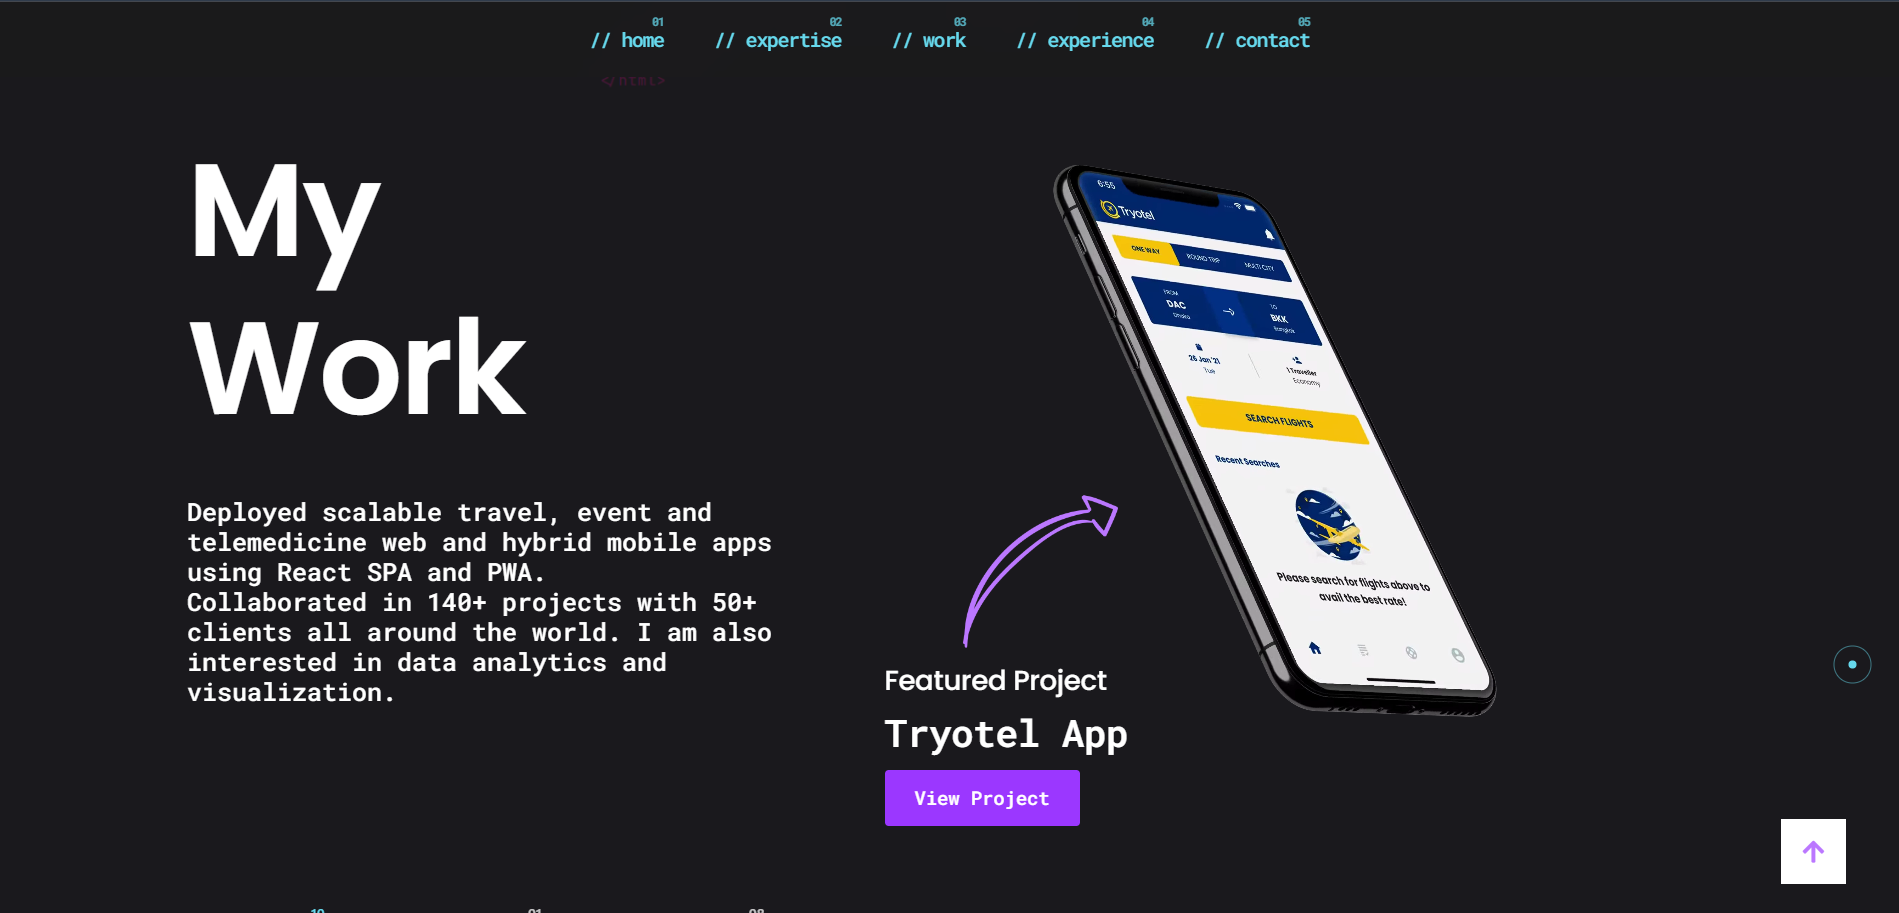 01
// home
02
// expertise
03
// work
04
// experience
05
// contact
</html>
My
Work
Deployed scalable travel, event and
telemedicine web and hybrid mobile apps
using React SPA and PWA.
Collaborated in 140+ projects with 50+
clients all around the world. I am also
interested in data analytics and
visualization.
6:55
Tryotel
ONE WAY ROUND TRIP MULTI CITY
FROM
DAC
Dhaka
TO
BKK
Bangkok
26 Jan'21
Tue
1 Traveller
Economy
SEARCH FLIGHTS
Recent Searches
Please search for flights above to
avail the best rate!
Featured Project
Tryotel App
View Project